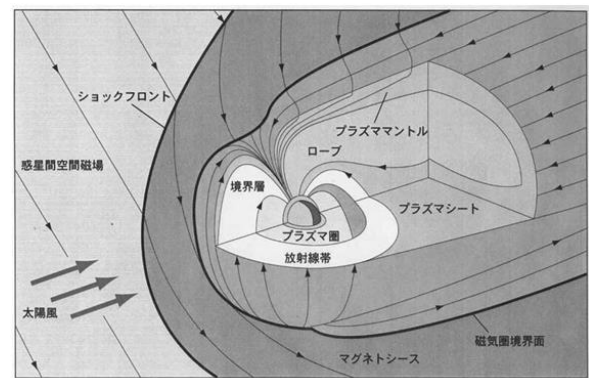 ショックフロント
プラズママントル
ローブ
惑星間空間磁場
境界層
プラズマシート
プラズマ圏
放射線帯
太陽風
磁気圏境界面
マグネトシース